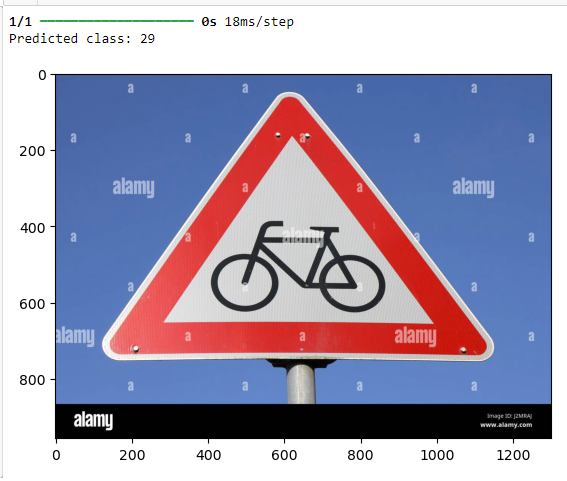 1/1 ━━━━━━━━━━━━━━━━━━━━ 0s 18ms/step
Predicted class: 29
0
a a a
a a a a a
200
alamy a a alamy
400
a alamy a a
a a a
600
alamy a a alamy a
800
a a a a
alamy
Image ID: J2MRAJ
www.alamy.com
0 200 400 600 800 1000 1200